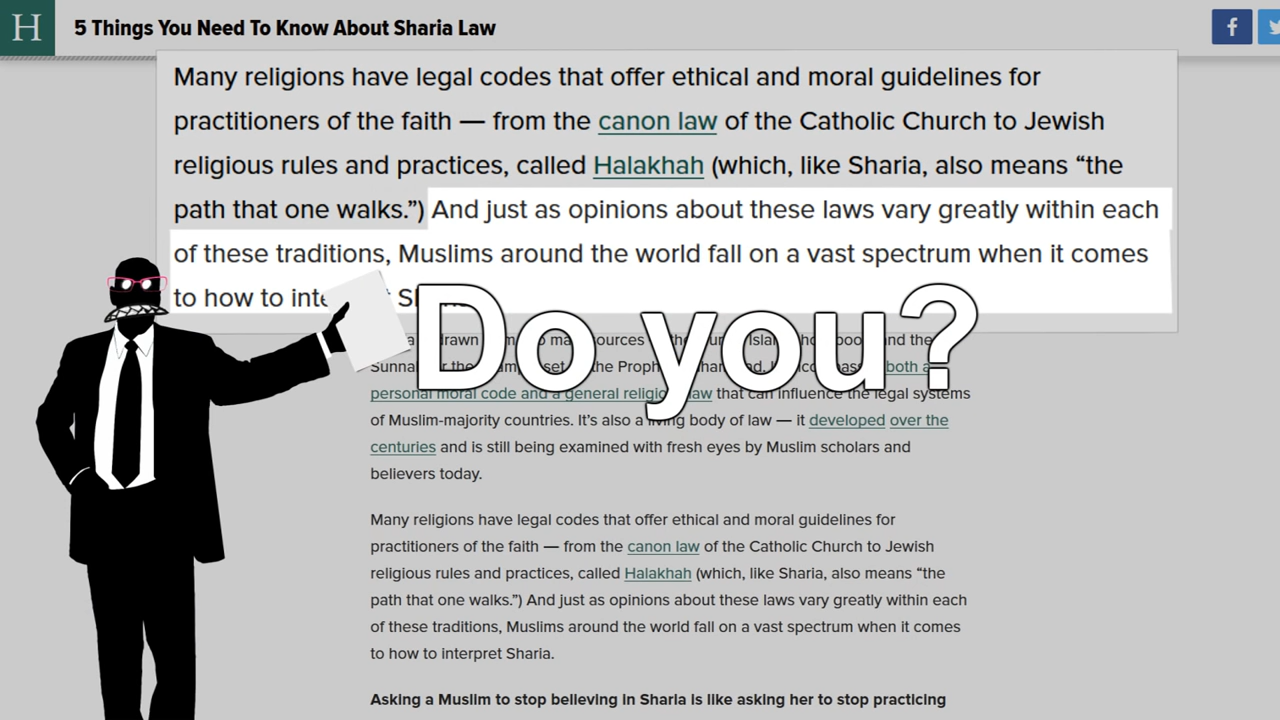 H
5 Things You Need To Know About Sharia Law
f
Many religions have legal codes that offer ethical and moral guidelines for
practitioners of the faith — from the canon law of the Catholic Church to Jewish
religious rules and practices, called Halakhah (which, like Sharia, also means “the
path that one walks.”) And just as opinions about these laws vary greatly within each
of these traditions, Muslims around the world fall on a vast spectrum when it comes
to how to
Do you?
the
the
personal moral code and a general that can influence the legal systems
of Muslim-majority countries. It’s also a living body of law — it developed over the
centuries and is still being examined with fresh eyes by Muslim scholars and
believers today.
Many religions have legal codes that offer ethical and moral guidelines for
practitioners of the faith — from the canon law of the Catholic Church to Jewish
religious rules and practices, called Halakhah (which, like Sharia, also means “the
path that one walks.”) And just as opinions about these laws vary greatly within each
of these traditions, Muslims around the world fall on a vast spectrum when it comes
to how to interpret Sharia.
Asking a Muslim to stop believing in Sharia is like asking her to stop practicing